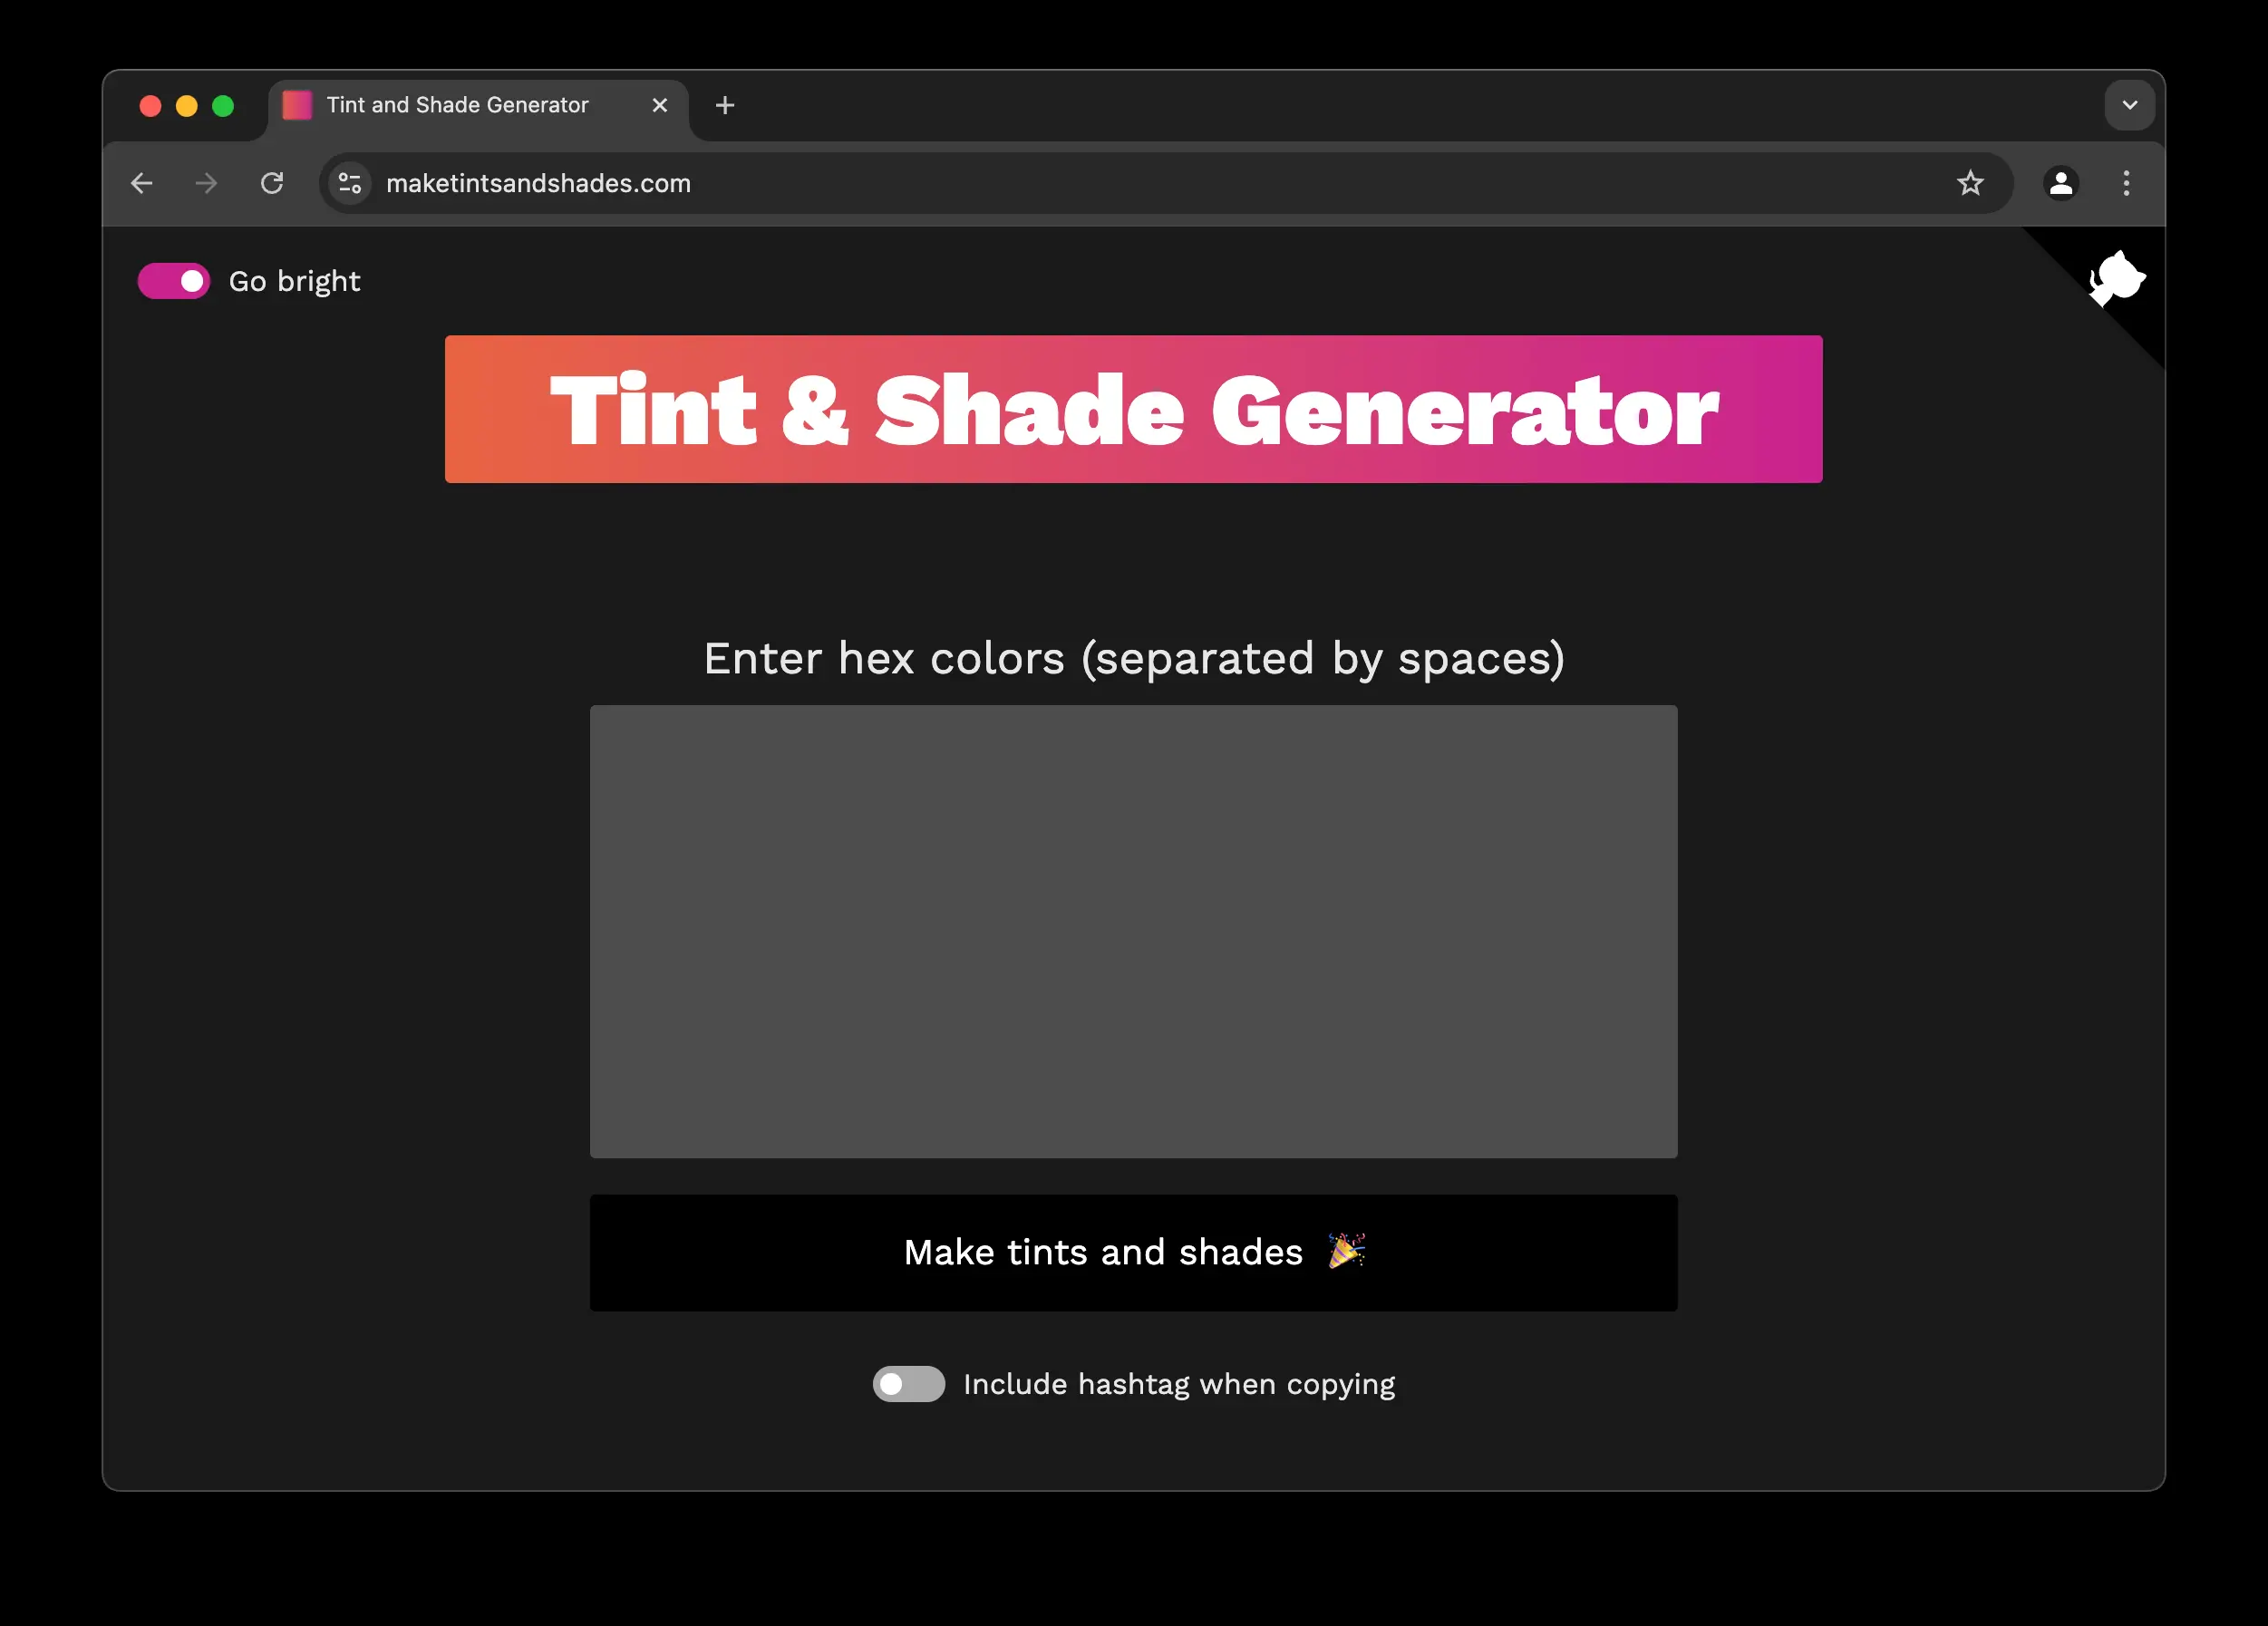 Tint and Shade Generator
maketintsandshades.com
Go bright
Tint & Shade Generator
Enter hex colors (separated by spaces)
Make tints and shades 🎉
Include hashtag when copying